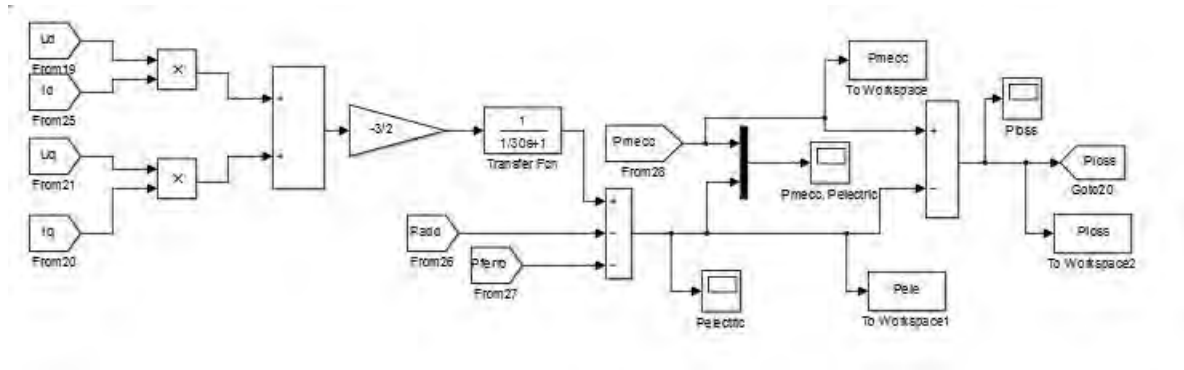 Ud
From19
Id
From25
Uq
From21
Iq
From20
×
×
+
+
-3/2
1
1/30s+1
Transfer Fcn
Padd
From26
Pferro
From27
+
−
−
Pmecc
From28
Pelectric
Pmecc, Pelectric
Pmecc
To Workspace
Pele
To Workspace1
+
−
Ploss
Ploss
Goto20
Ploss
To Workspace2